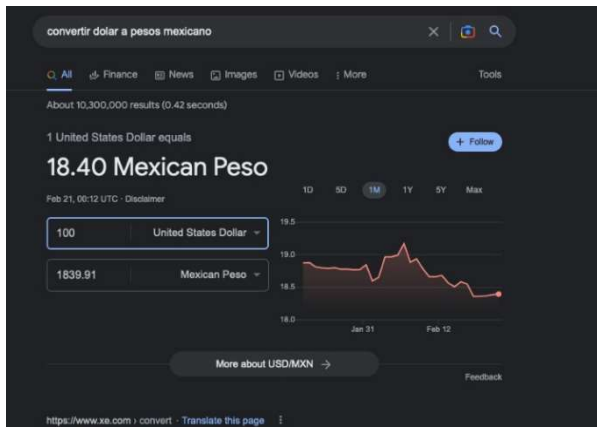 convertir dolar a pesos mexicano
All Finance News Images Videos More Tools
About 10,300,000 results (0.42 seconds)
1 United States Dollar equals
+ Follow
18.40 Mexican Peso
Feb 21, 00:12 UTC · Disclaimer
1D 5D 1M 1Y 5Y Max
100 United States Dollar
1839.91 Mexican Peso
19.5
19.0
18.5
18.0
Jan 31 Feb 12
More about USD/MXN →
Feedback
https://www.xe.com › convert · Translate this page